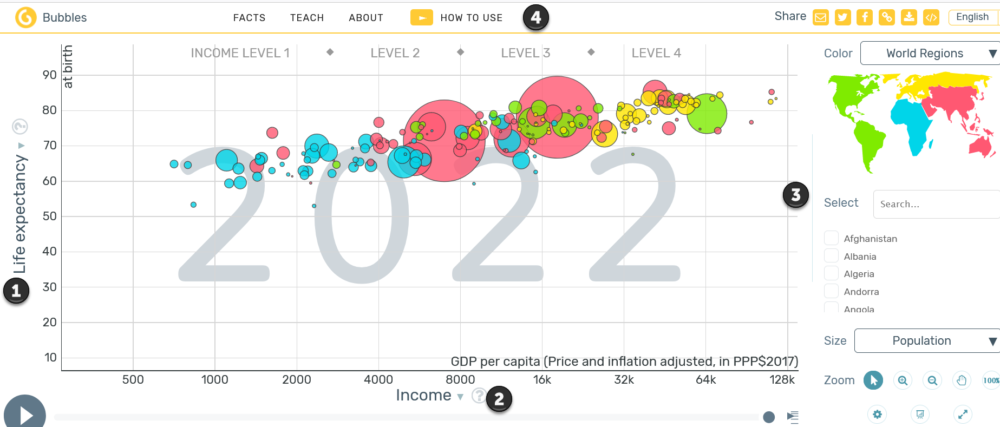 Bubbles
FACTS TEACH ABOUT HOW TO USE 4
Share English
INCOME LEVEL 1 LEVEL 2 LEVEL 3 LEVEL 4
Color World Regions
at birth
Life expectancy ?
1
90
80
70
60
50
40
30
20
10
2022
3
Select Search...
Afghanistan
Albania
Algeria
Andorra
Angola
Size Population
GDP per capita (Price and inflation adjusted, in PPP$2017)
500 1000 2000 4000 8000 16k 32k 64k 128k
Income ? 2
Zoom 100%